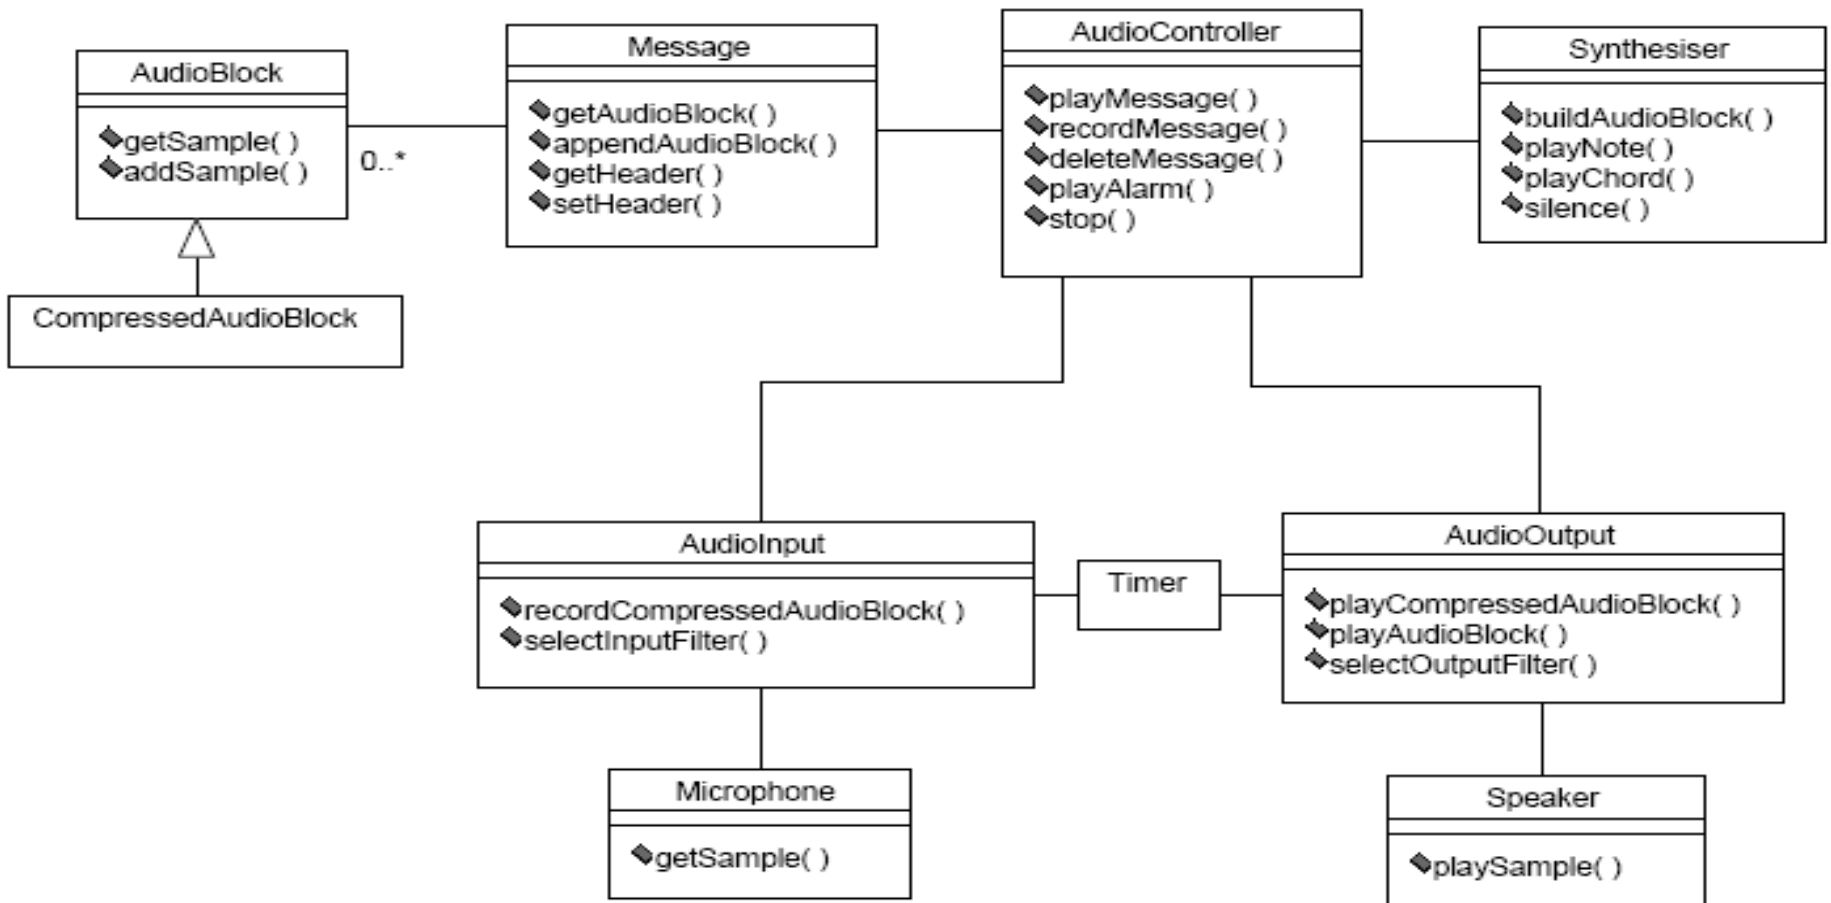 AudioBlock
getSample( )
addSample( )
0..*
CompressedAudioBlock
Message
getAudioBlock( )
appendAudioBlock( )
getHeader( )
setHeader( )
AudioController
playMessage( )
recordMessage( )
deleteMessage( )
playAlarm( )
stop( )
Synthesiser
buildAudioBlock( )
playNote( )
playChord( )
silence( )
AudioInput
recordCompressedAudioBlock( )
selectInputFilter( )
Timer
AudioOutput
playCompressedAudioBlock( )
playAudioBlock( )
selectOutputFilter( )
Microphone
getSample( )
Speaker
playSample( )